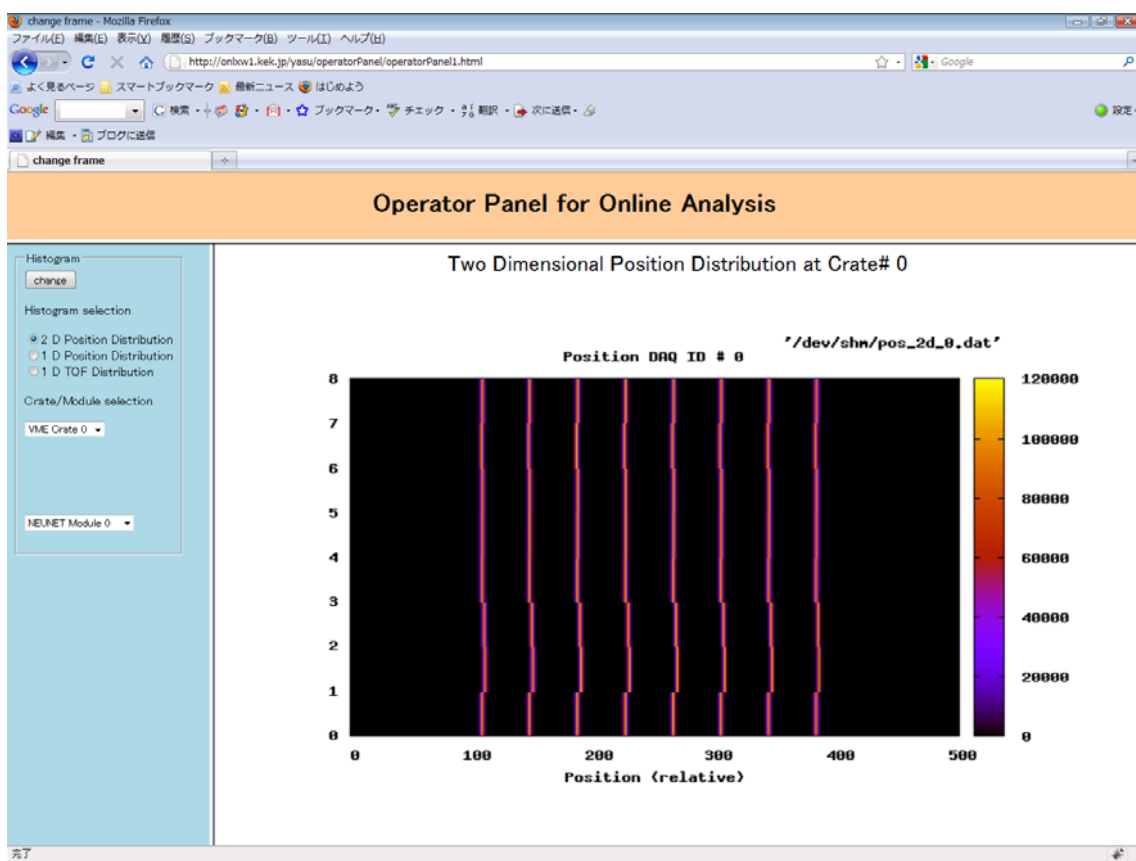 change frame - Mozilla Firefox
ファイル(E) 編集(E) 表示(V) 履歴(S) ブックマーク(B) ツール(T) ヘルプ(H)
http://onlxw1.kek.jp/yasu/operatorPanel/operatorPanel1.html
Google
よく見るページ スマートブックマーク 最新ニュース はじめよう
Google 検索 ブックマーク チェック 翻訳 次に送信 設定
編集 ブログに送信
change frame
Operator Panel for Online Analysis
Histogram
change
Histogram selection
2 D Position Distribution
1 D Position Distribution
1 D TOF Distribution
Crate/Module selection
VME Crate 0
NEUNET Module 0
Two Dimensional Position Distribution at Crate# 0
'/dev/shm/pos_2d_0.dat'
Position DAQ ID # 0
8
7
6
5
4
3
2
1
0
0 100 200 300 400 500
Position (relative)
120000
100000
80000
60000
40000
20000
0
完了